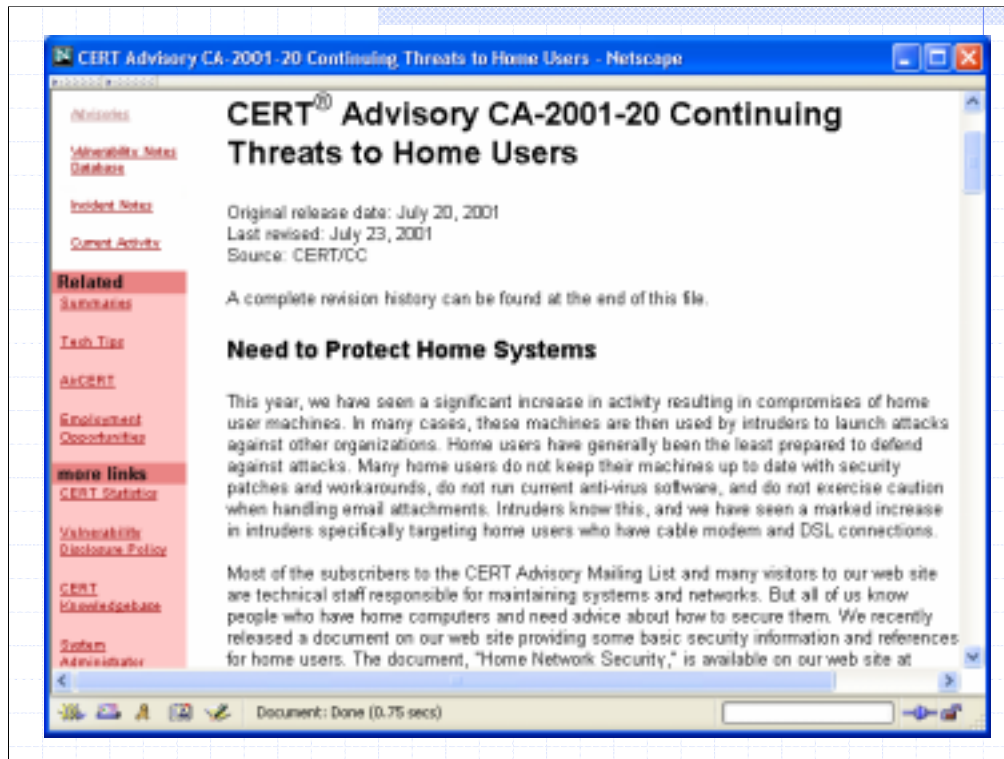 CERT Advisory CA-2001-20 Continuing Threats to Home Users - Netscape
Advisories
Vulnerability Notes
Database
Incident Notes
Current Activity
Related
Summaries
Tech Tips
AirCERT
Employment
Opportunities
more links
CERT Statistics
Vulnerability
Disclosure Policy
CERT
Knowledgebase
System
Administrator
CERT® Advisory CA-2001-20 Continuing
Threats to Home Users
Original release date: July 20, 2001
Last revised: July 23, 2001
Source: CERT/CC
A complete revision history can be found at the end of this file.
Need to Protect Home Systems
This year, we have seen a significant increase in activity resulting in compromises of home
user machines. In many cases, these machines are then used by intruders to launch attacks
against other organizations. Home users have generally been the least prepared to defend
against attacks. Many home users do not keep their machines up to date with security
patches and workarounds, do not run current anti-virus software, and do not exercise caution
when handling email attachments. Intruders know this, and we have seen a marked increase
in intruders specifically targeting home users who have cable modem and DSL connections.
Most of the subscribers to the CERT Advisory Mailing List and many visitors to our web site
are technical staff responsible for maintaining systems and networks. But all of us know
people who have home computers and need advice about how to secure them. We recently
released a document on our web site providing some basic security information and references
for home users. The document, "Home Network Security," is available on our web site at
Document: Done (0.75 secs)